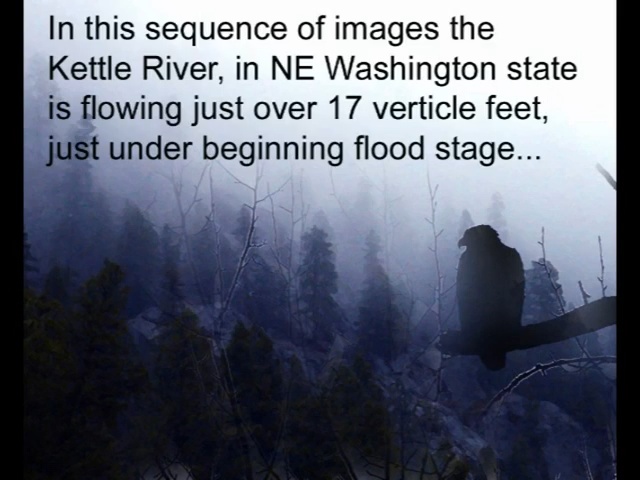 In this sequence of images the
Kettle River, in NE Washington state
is flowing just over 17 verticle feet,
just under beginning flood stage...